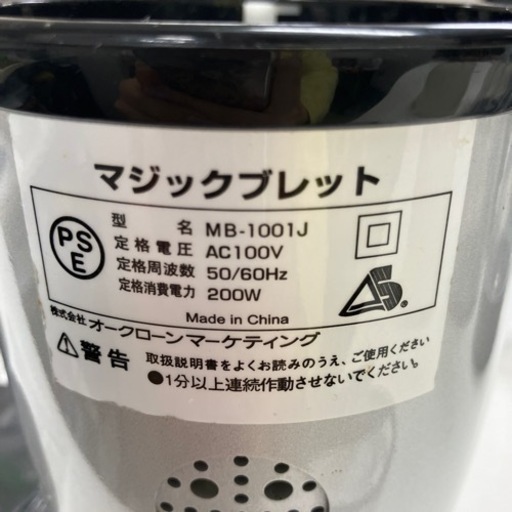 マジックブレット
PS
E
型 名 MB-1001J
定格電圧 AC100V
定格周波数 50/60Hz
定格消費電力 200W
Made in China
株式会社オークローンマーケティング
警告 取扱説明書をよくお読みのうえ、ご使用ください
●1分以上連続作動させないでください。